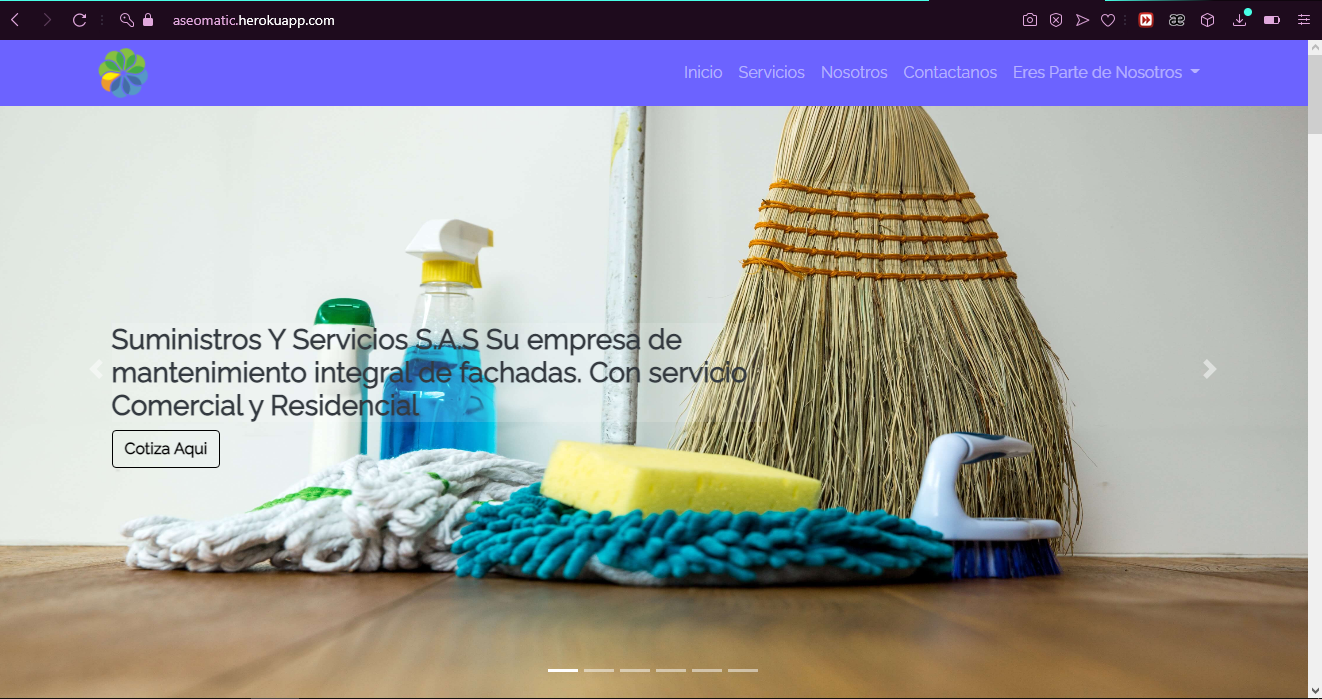 aseomatic.herokuapp.com
Inicio Servicios Nosotros Contactanos Eres Parte de Nosotros
Suministros Y Servicios S.A.S Su empresa de
mantenimiento integral de fachadas. Con servicio
Comercial y Residencial
Cotiza Aqui